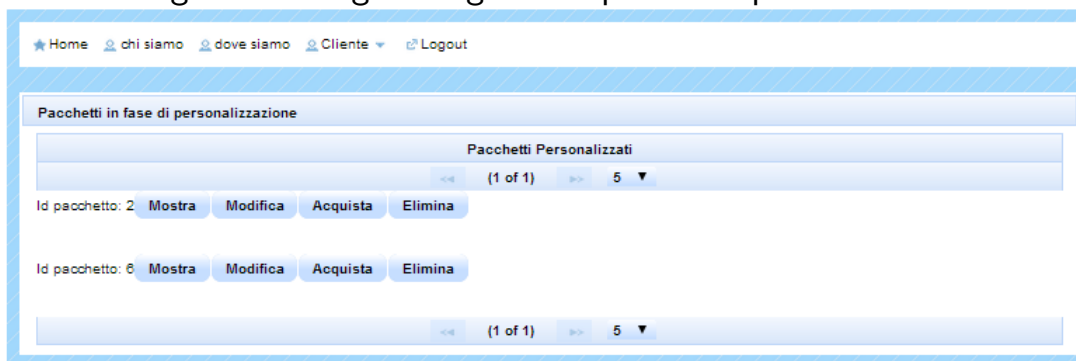 Home chi siamo dove siamo Cliente Logout
Pacchetti in fase di personalizzazione
Pacchetti Personalizzati
(1 of 1) 5
Id pacchetto: 2 Mostra Modifica Acquista Elimina
Id pacchetto: 6 Mostra Modifica Acquista Elimina
(1 of 1) 5